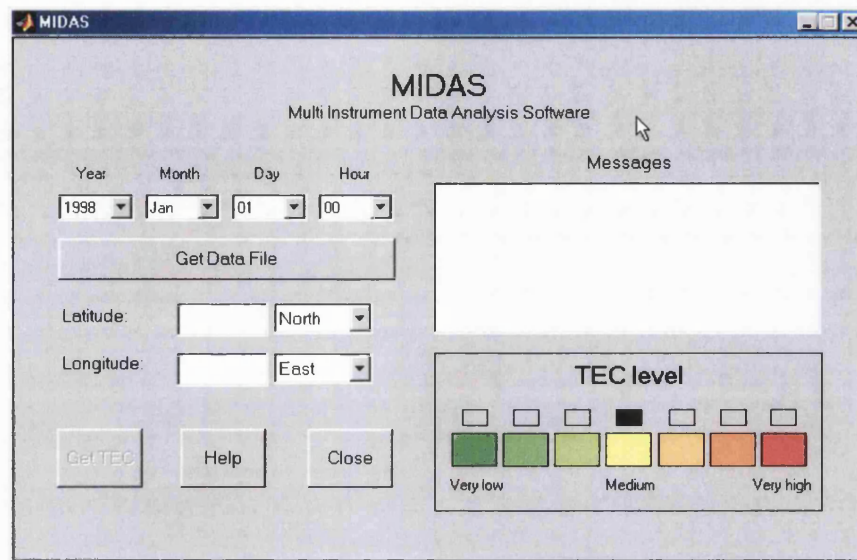 MIDAS
MIDAS
Multi Instrument Data Analysis Software
Year Month Day Hour
1998 Jan 01 00
Get Data File
Latitude: North
Longitude: East
Get TEC Help Close
Messages
TEC level
Very low Medium Very high